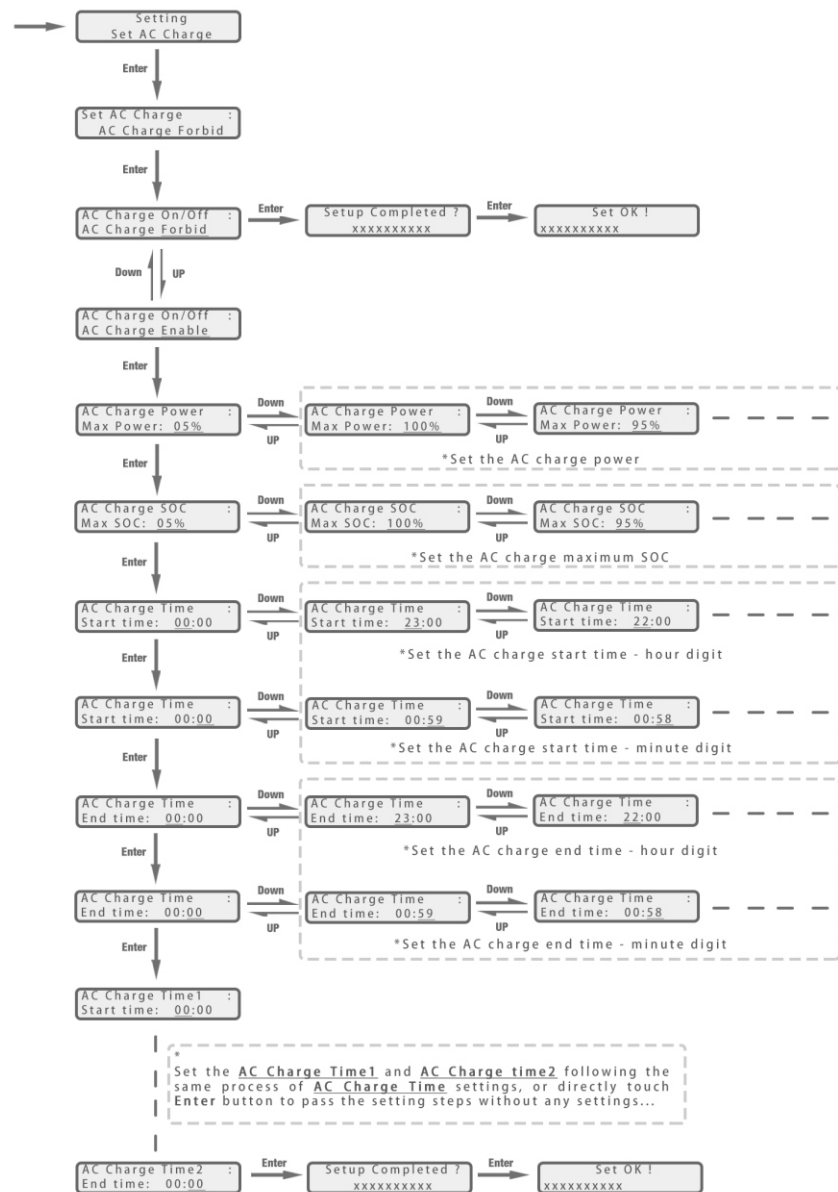 Setting
Set AC Charge
Enter
Set AC Charge :
AC Charge Forbid
Enter
AC Charge On/Off :
AC Charge Forbid
Enter
Setup Completed ?
xxxxxxxxxx
Enter
Set OK !
xxxxxxxxxx
Down
UP
AC Charge On/Off :
AC Charge Enable
Enter
AC Charge Power :
Max Power: 05%
Down
UP
AC Charge Power :
Max Power: 100%
Down
UP
AC Charge Power :
Max Power: 95%
*Set the AC charge power
Enter
AC Charge SOC :
Max SOC: 05%
Down
UP
AC Charge SOC :
Max SOC: 100%
Down
UP
AC Charge SOC :
Max SOC: 95%
*Set the AC charge maximum SOC
Enter
AC Charge Time :
Start time: 00:00
Down
UP
AC Charge Time :
Start time: 23:00
Down
UP
AC Charge Time :
Start time: 22:00
*Set the AC charge start time - hour digit
Enter
AC Charge Time :
Start time: 00:00
Down
UP
AC Charge Time :
Start time: 00:59
Down
UP
AC Charge Time :
Start time: 00:58
*Set the AC charge start time - minute digit
Enter
AC Charge Time :
End time: 00:00
Down
UP
AC Charge Time :
End time: 23:00
Down
UP
AC Charge Time :
End time: 22:00
*Set the AC charge end time - hour digit
Enter
AC Charge Time :
End time: 00:00
Down
UP
AC Charge Time :
End time: 00:59
Down
UP
AC Charge Time :
End time: 00:58
*Set the AC charge end time - minute digit
Enter
AC Charge Time1 :
Start time: 00:00
*
Set the AC Charge Time1 and AC Charge time2 following the
same process of AC Charge Time settings, or directly touch
Enter button to pass the setting steps without any settings...
AC Charge Time2 :
End time: 00:00
Enter
Setup Completed ?
xxxxxxxxxx
Enter
Set OK !
xxxxxxxxxx